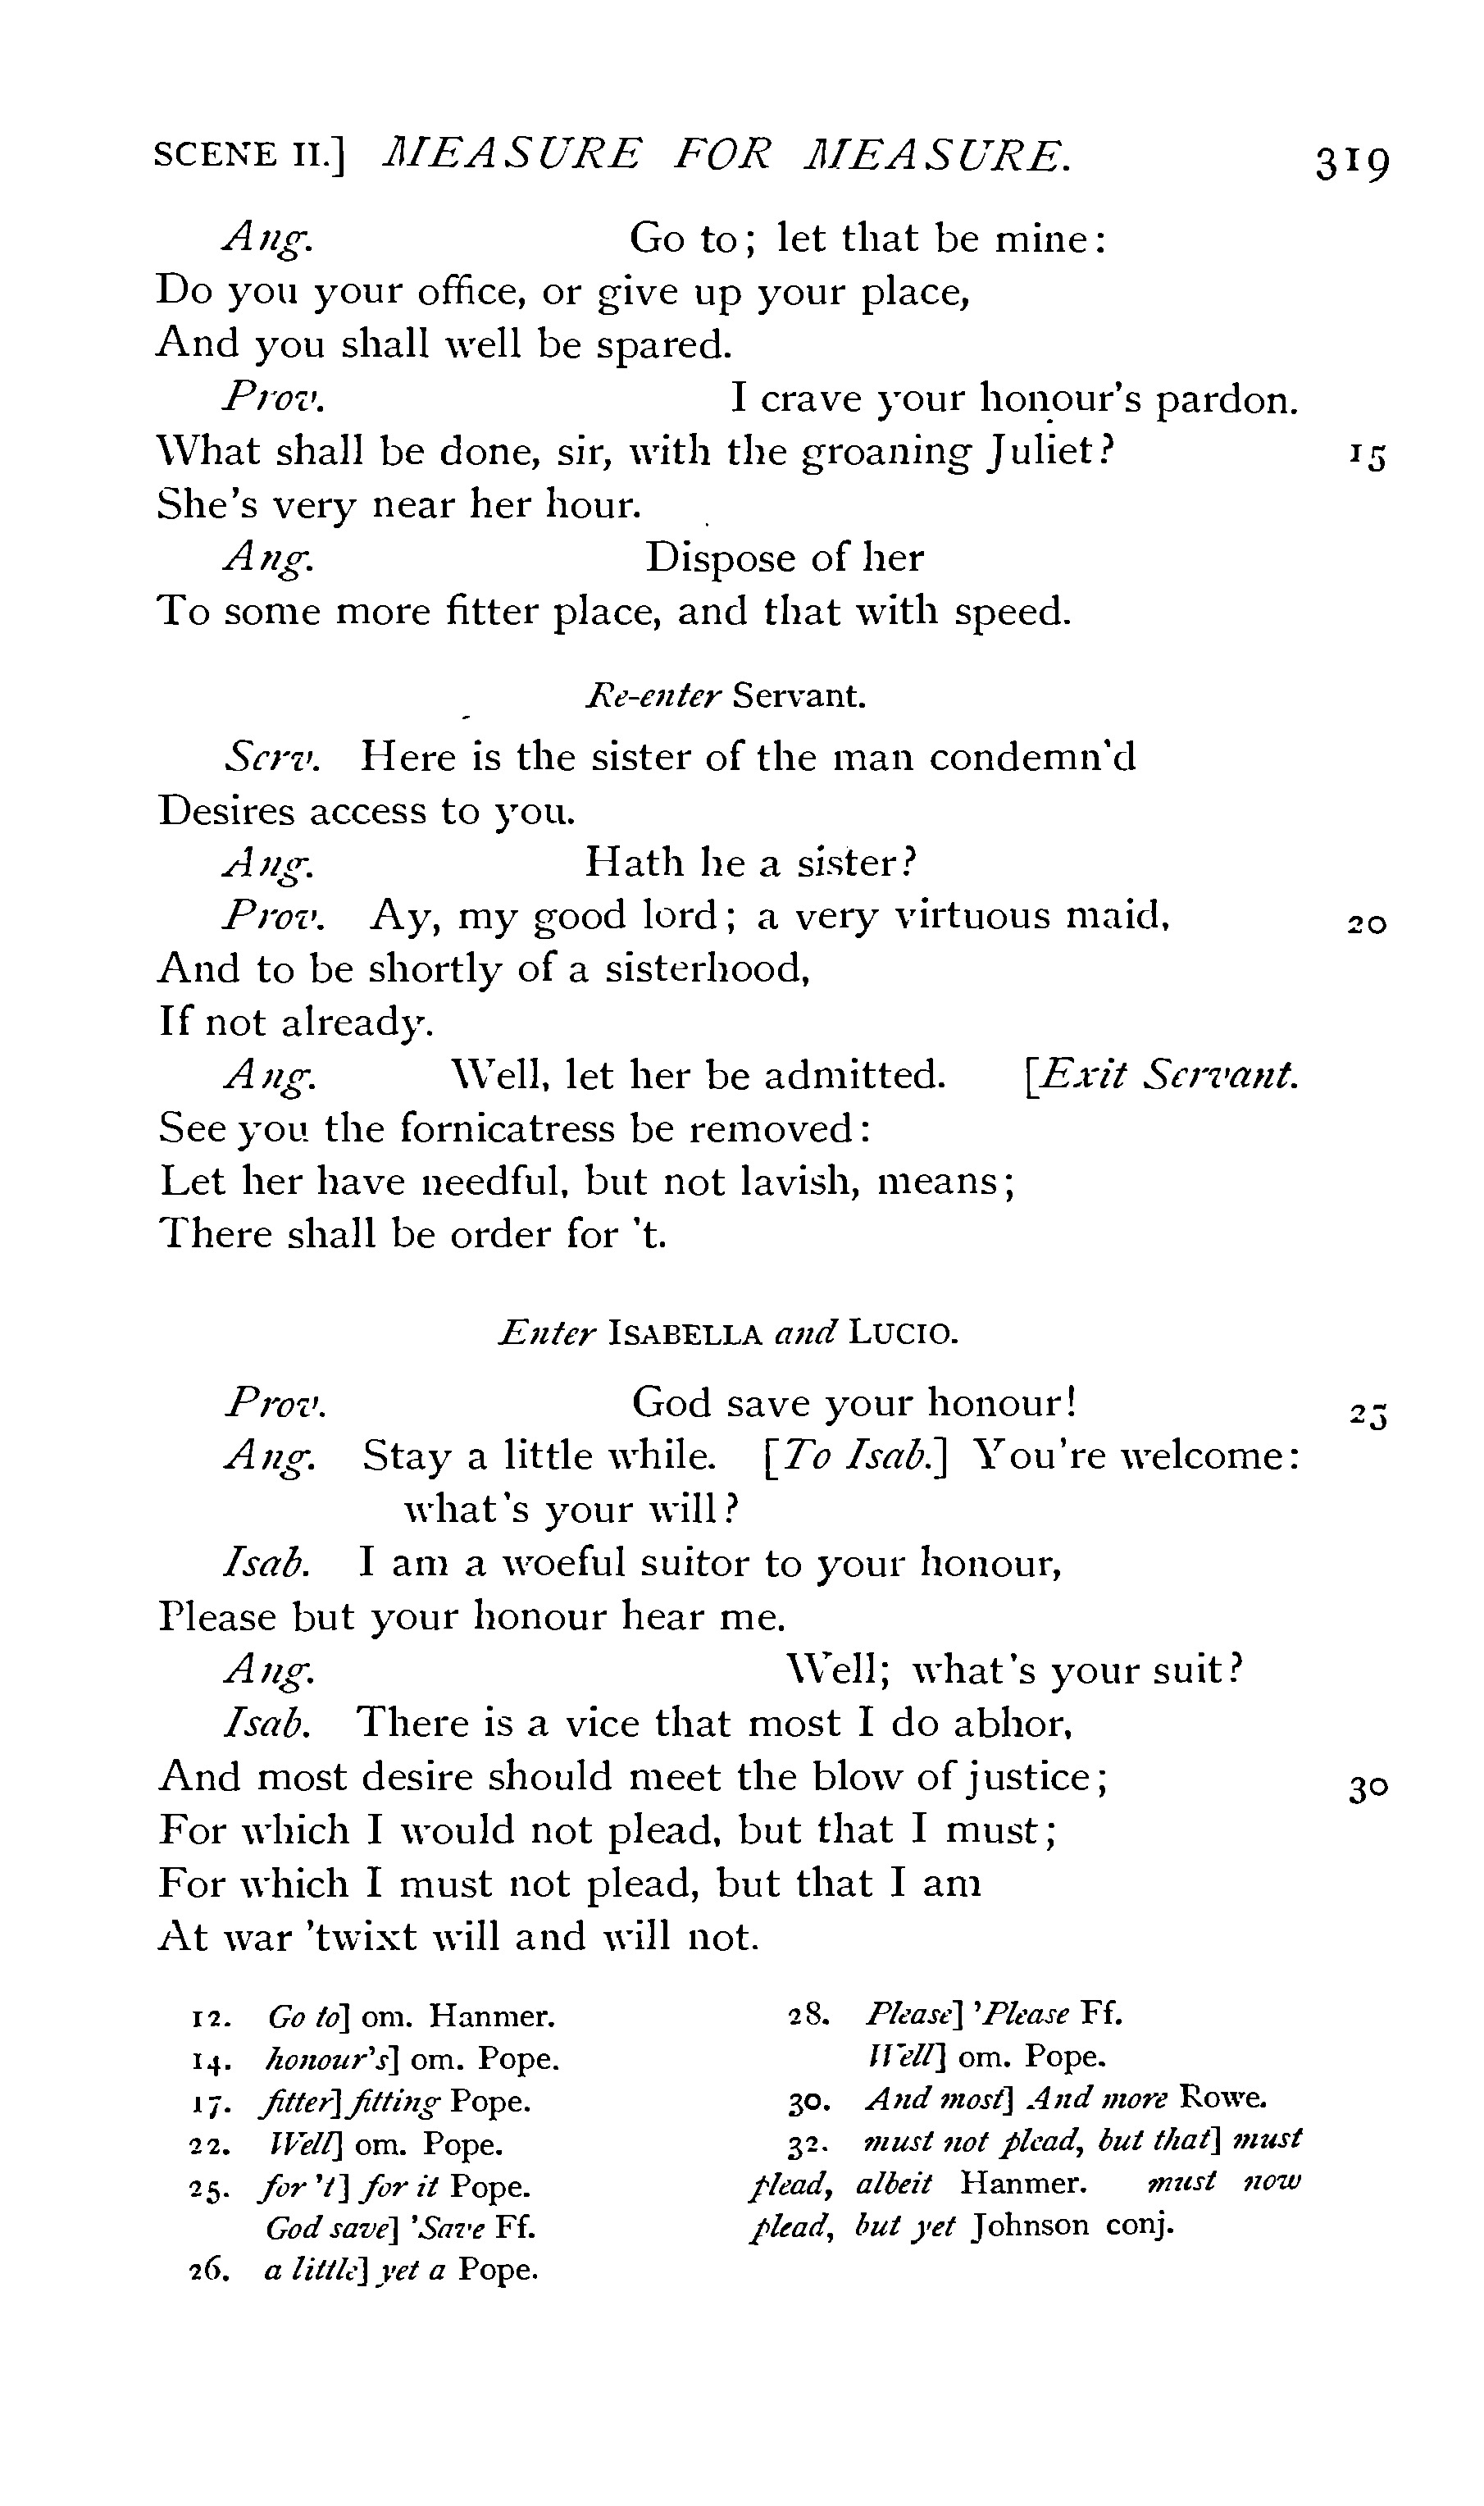 SCENE II.] MEASURE FOR MEASURE. 319
Ang. Go to; let that be mine:
Do you your office, or give up your place,
And you shall well be spared.
Prov. I crave your honour's pardon.
What shall be done, sir, with the groaning Juliet? 15
She's very near her hour.
Ang. Dispose of her
To some more fitter place, and that with speed.
Re-enter Servant.
Serv. Here is the sister of the man condemn'd
Desires access to you.
Ang. Hath he a sister?
Prov. Ay, my good lord; a very virtuous maid, 20
And to be shortly of a sisterhood,
If not already.
Ang. Well, let her be admitted. [Exit Servant.
See you the fornicatress be removed:
Let her have needful, but not lavish, means;
There shall be order for 't.
Enter ISABELLA and LUCIO.
Prov. God save your honour! 25
Ang. Stay a little while. [To Isab.] You're welcome:
what's your will?
Isab. I am a woeful suitor to your honour,
Please but your honour hear me.
Ang. Well; what's your suit?
Isab. There is a vice that most I do abhor,
And most desire should meet the blow of justice; 30
For which I would not plead, but that I must;
For which I must not plead, but that I am
At war 'twixt will and will not.
12. Go to] om. Hanmer.
14. honour's] om. Pope.
17. fitter] fitting Pope.
22. Well] om. Pope.
25. for 't] for it Pope.
God save] 'Save Ff.
26. a little] yet a Pope.
28. Please] 'Please Ff.
Well] om. Pope.
30. And most] And more Rowe.
32. must not plead, but that] must
plead, albeit Hanmer. must now
plead, but yet Johnson conj.